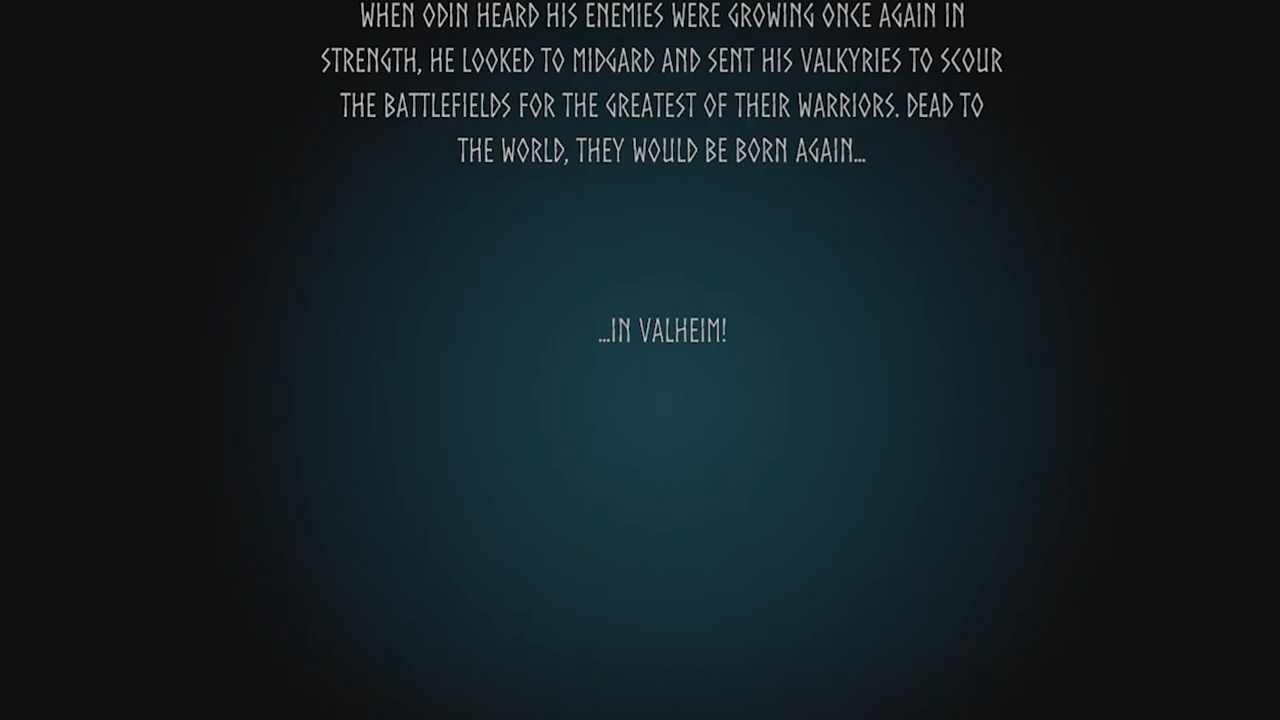 WHEN ODIN HEARD HIS ENEMIES WERE GROWING ONCE AGAIN IN
STRENGTH, HE LOOKED TO MIDGARD AND SENT HIS VALKYRIES TO SCOUR
THE BATTLEFIELDS FOR THE GREATEST OF THEIR WARRIORS. DEAD TO
THE WORLD, THEY WOULD BE BORN AGAIN...
...IN VALHEIM!